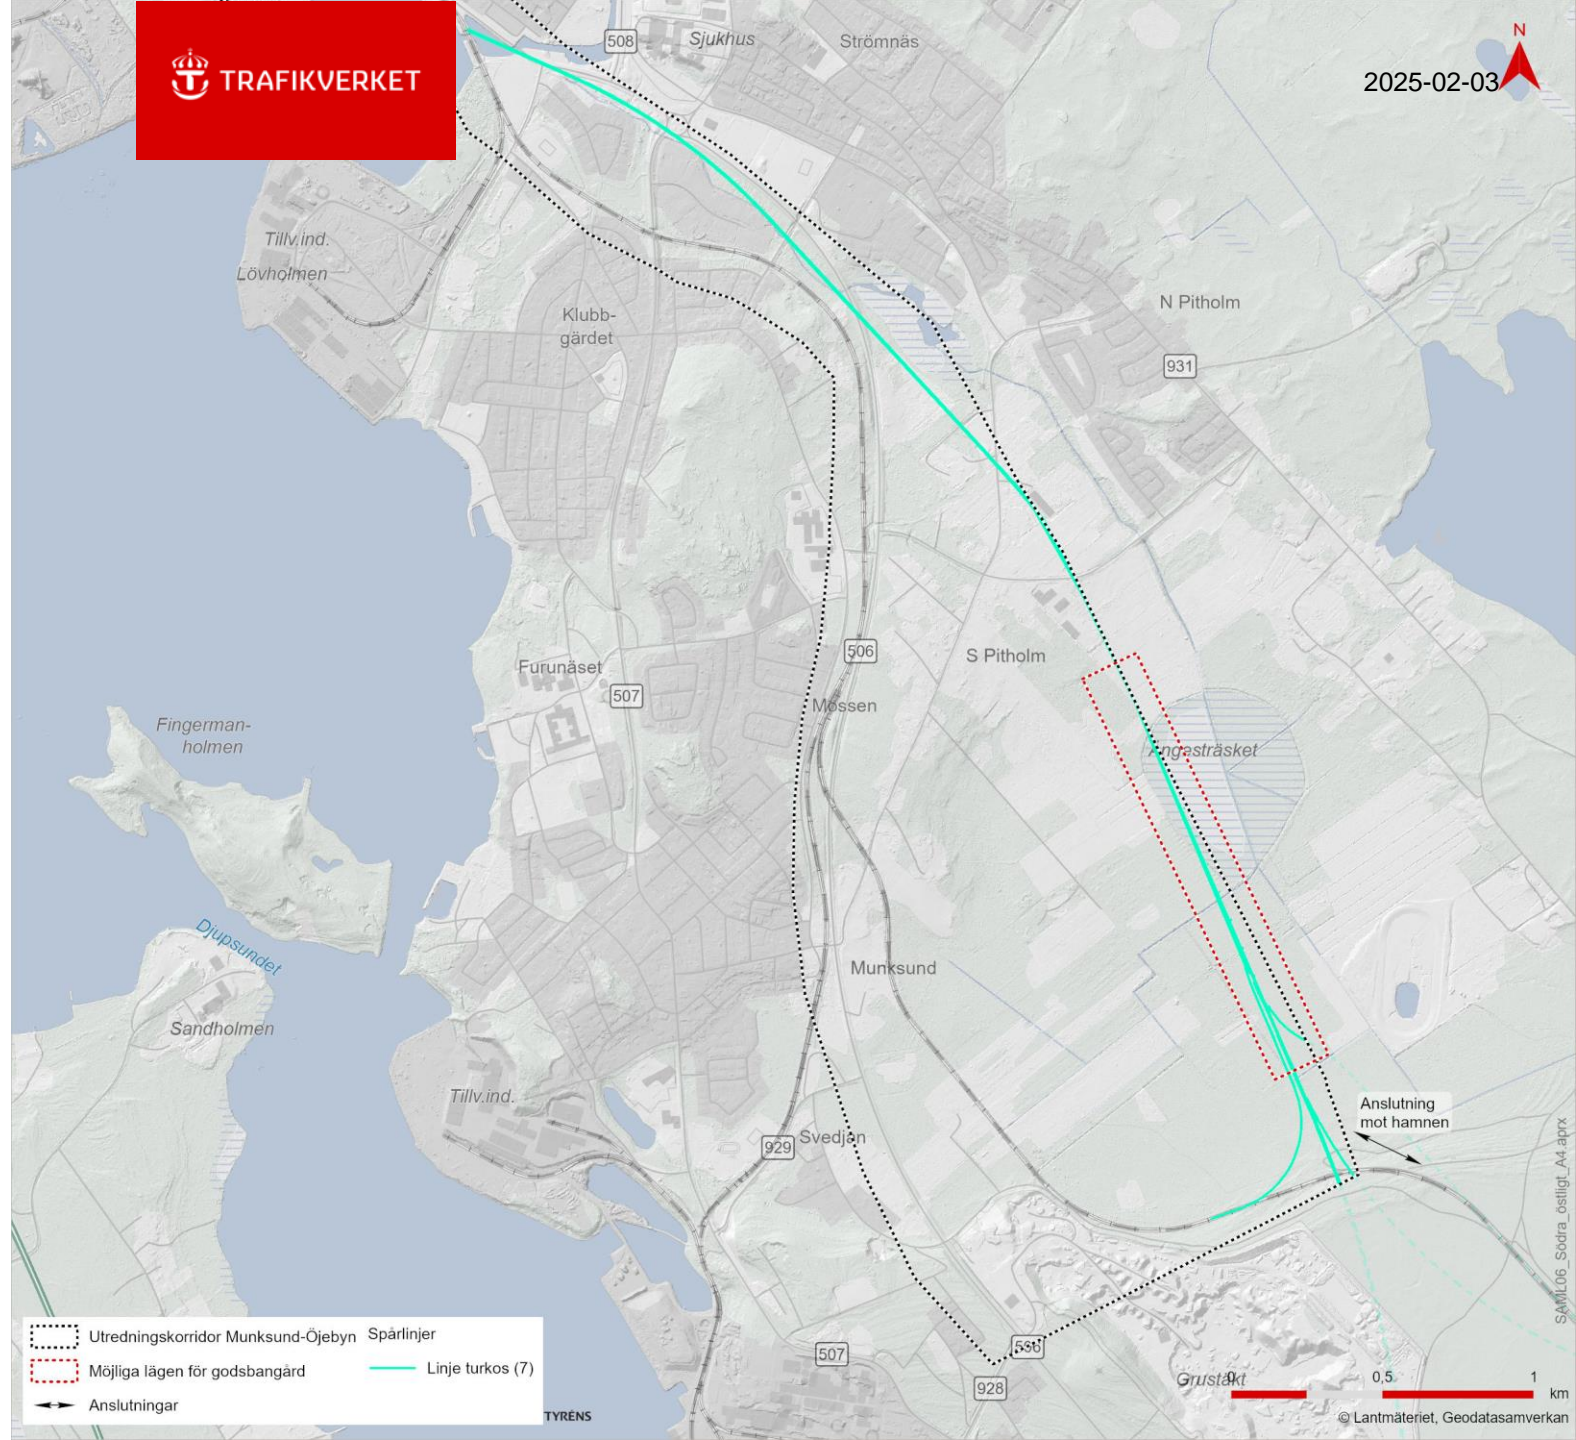 TRAFIKVERKET
508
Sjukhus
Strömnäs
N
2025-02-03
Tillv.ind.
Lövholmen
Klubb-
gärdet
N Pitholm
931
506
S Pitholm
Furunäset
507
Mossen
Fingerman-
holmen
Ängesträsket
Djupsundet
Munksund
Sandholmen
Tillv.ind.
Anslutning
mot hamnen
929
Svedjan
SAML06_Södra_östligt_A4.aprx
Utredningskorridor Munksund-Öjebyn
Spårlinjer
Möjliga lägen för godsbangård
Linje turkos (7)
Anslutningar
TYRÉNS
507
928
Grustäkt
0
0,5
1
km
© Lantmäteriet, Geodatasamverkan